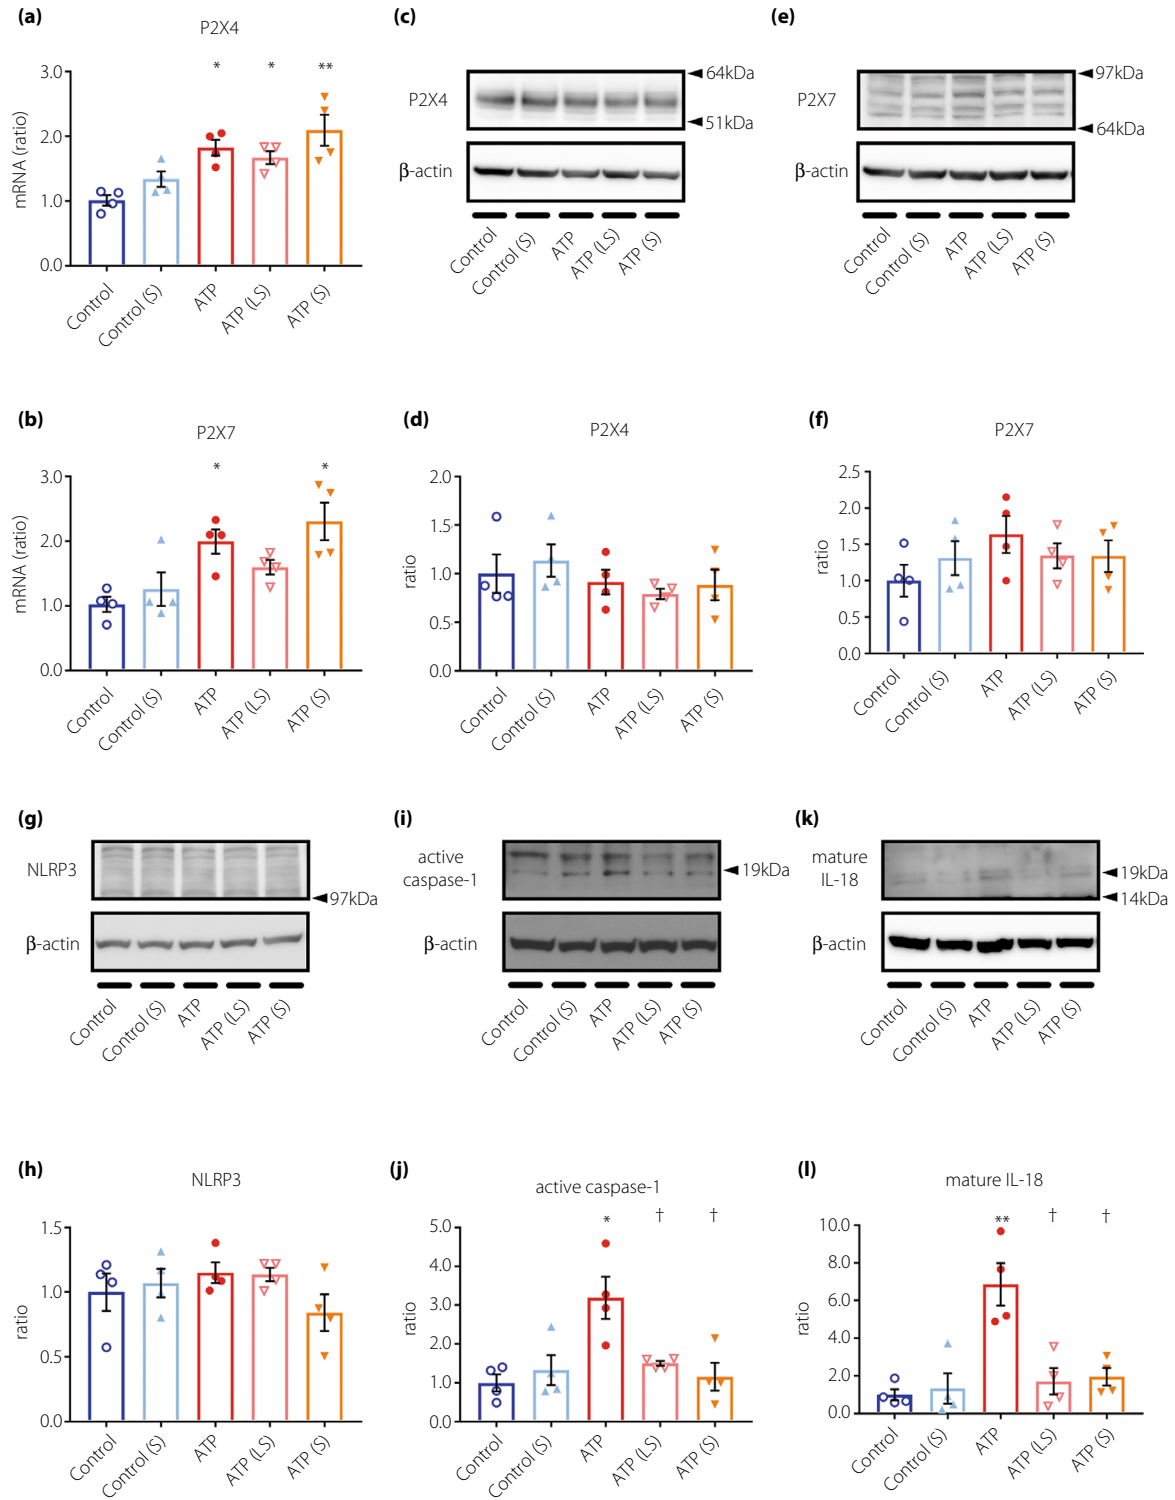 (a)
P2X4
* * **
mRNA (ratio)
3.0
2.0
1.0
0.0
Control
Control (S)
ATP
ATP (LS)
ATP (S)
(c)
P2X4
64kDa
51kDa
β-actin
Control
Control (S)
ATP
ATP (LS)
ATP (S)
(e)
P2X7
97kDa
64kDa
β-actin
Control
Control (S)
ATP
ATP (LS)
ATP (S)
(b)
P2X7
* *
mRNA (ratio)
3.0
2.0
1.0
0.0
Control
Control (S)
ATP
ATP (LS)
ATP (S)
(d)
P2X4
ratio
2.0
1.5
1.0
0.5
0.0
Control
Control (S)
ATP
ATP (LS)
ATP (S)
(f)
P2X7
ratio
2.5
2.0
1.5
1.0
0.5
0.0
Control
Control (S)
ATP
ATP (LS)
ATP (S)
(g)
NLRP3
97kDa
β-actin
Control
Control (S)
ATP
ATP (LS)
ATP (S)
(i)
active
caspase-1
19kDa
β-actin
Control
Control (S)
ATP
ATP (LS)
ATP (S)
(k)
mature
IL-18
19kDa
14kDa
β-actin
Control
Control (S)
ATP
ATP (LS)
ATP (S)
(h)
NLRP3
ratio
1.5
1.0
0.5
0.0
Control
Control (S)
ATP
ATP (LS)
ATP (S)
(j)
active caspase-1
* † †
ratio
5.0
4.0
3.0
2.0
1.0
0.0
Control
Control (S)
ATP
ATP (LS)
ATP (S)
(l)
mature IL-18
** † †
ratio
10.0
8.0
6.0
4.0
2.0
0.0
Control
Control (S)
ATP
ATP (LS)
ATP (S)